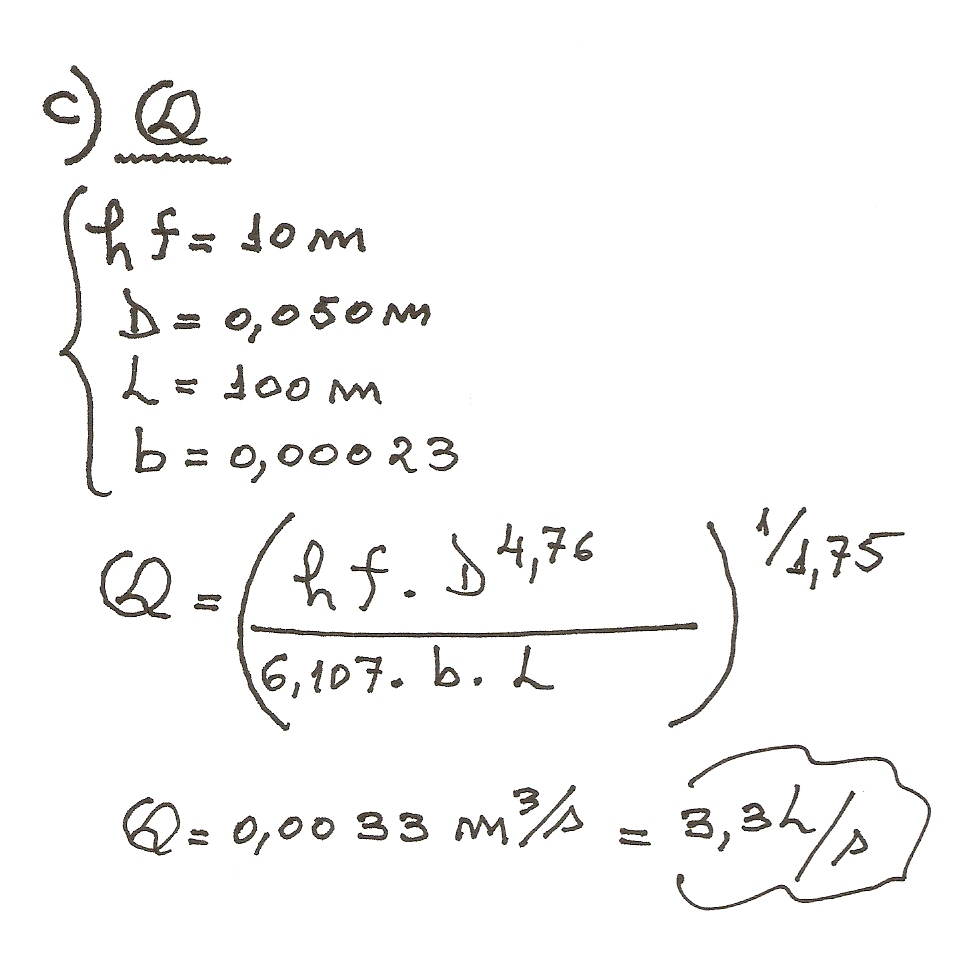 c) Q
hf = 10 m
D = 0,050 m
L = 100 m
b = 0,00023
Q = (hf . D^4,76 / 6,107 . b . L)^1/1,75
Q = 0,0033 m³/s = 3,3 L/s